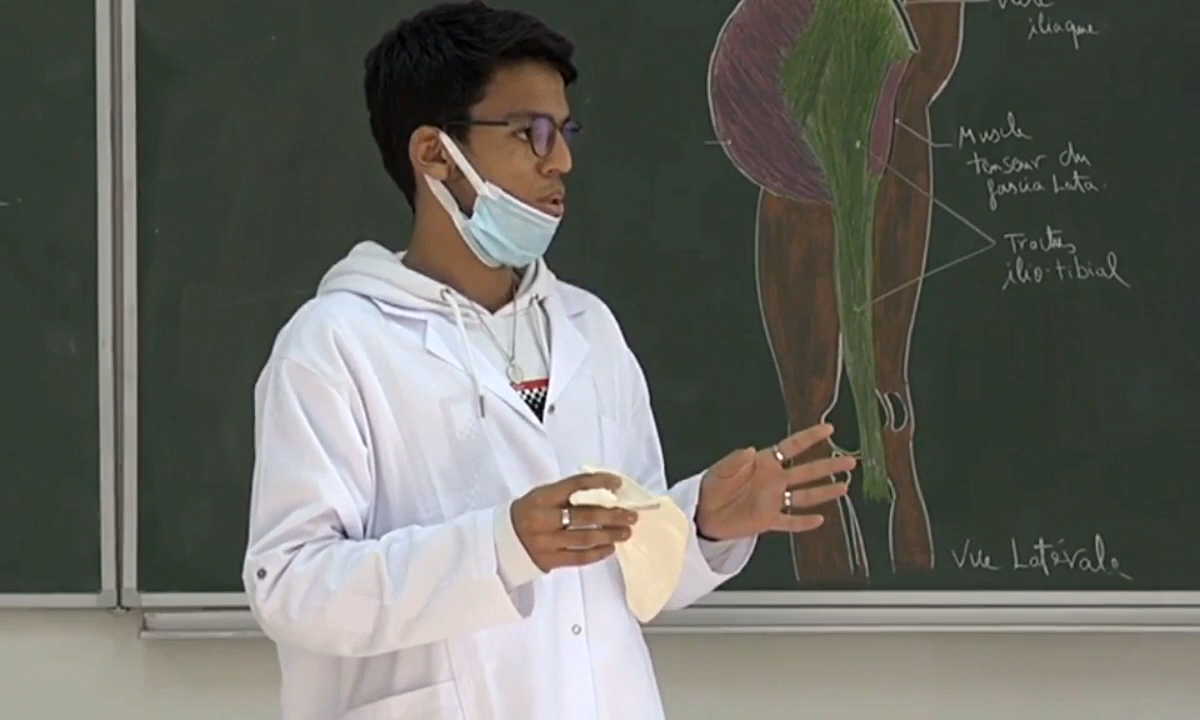 iliaque
Muscle
tenseur du
fascia Lata.
Tractus
ilio-tibial
Vue Latérale